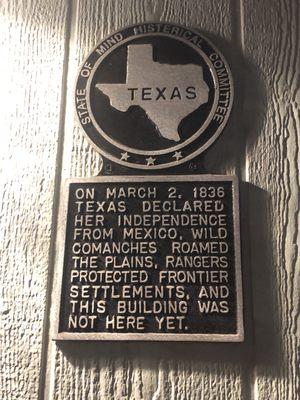 STATE OF MIND HISTERICAL COMMITTEE
TEXAS
ON MARCH 2, 1836
TEXAS DECLARED
HER INDEPENDENCE
FROM MEXICO, WILD
COMANCHES ROAMED
THE PLAINS, RANGERS
PROTECTED FRONTIER
SETTLEMENTS, AND
THIS BUILDING WAS
NOT HERE YET.